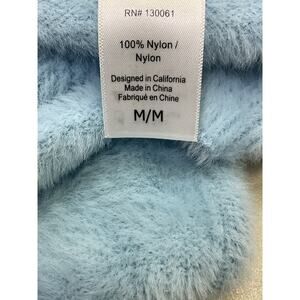 RN# 130061
100% Nylon /
Nylon
Designed in California
Made in China
Fabriqué en Chine
M/M